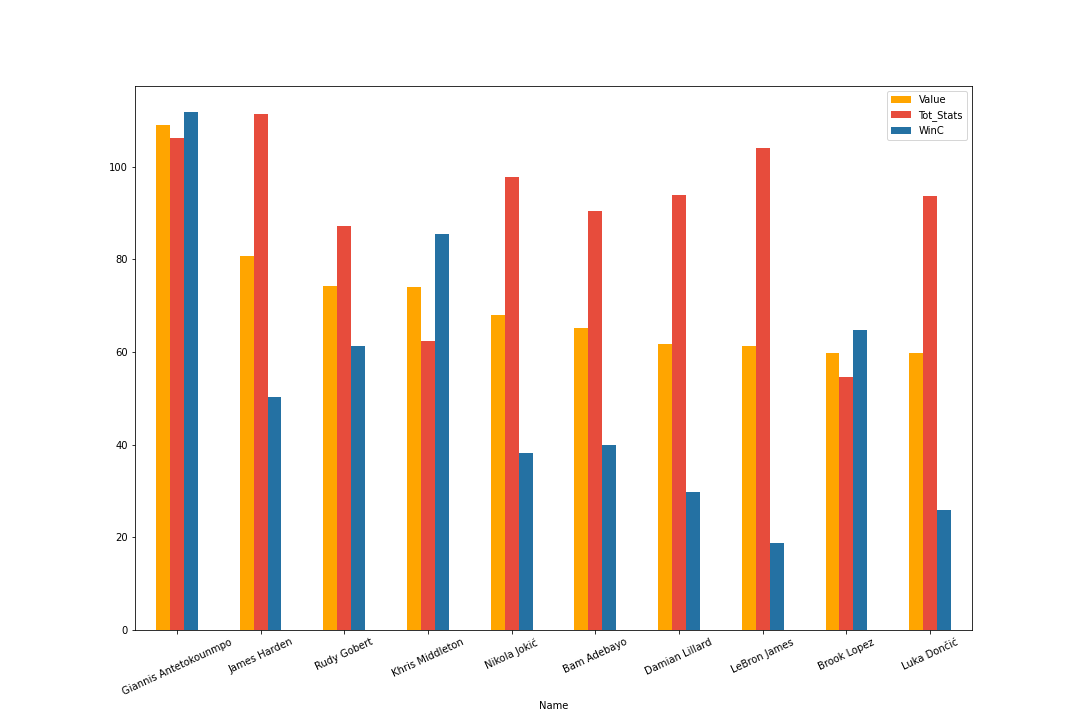 Value
Tot_Stats
WinC
100
80
60
40
20
0
Giannis Antetokounmpo
James Harden
Rudy Gobert
Khris Middleton
Nikola Jokić
Bam Adebayo
Damian Lillard
LeBron James
Brook Lopez
Luka Dončić
Name